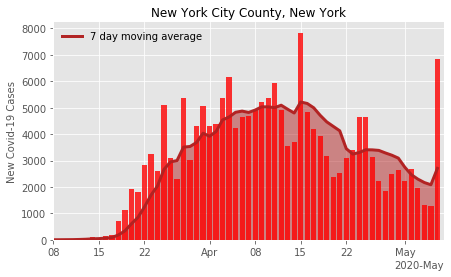 New York City County, New York
7 day moving average
New Covid-19 Cases
8000
7000
6000
5000
4000
3000
2000
1000
0
08 15 22 Apr 08 15 22 May
2020-May